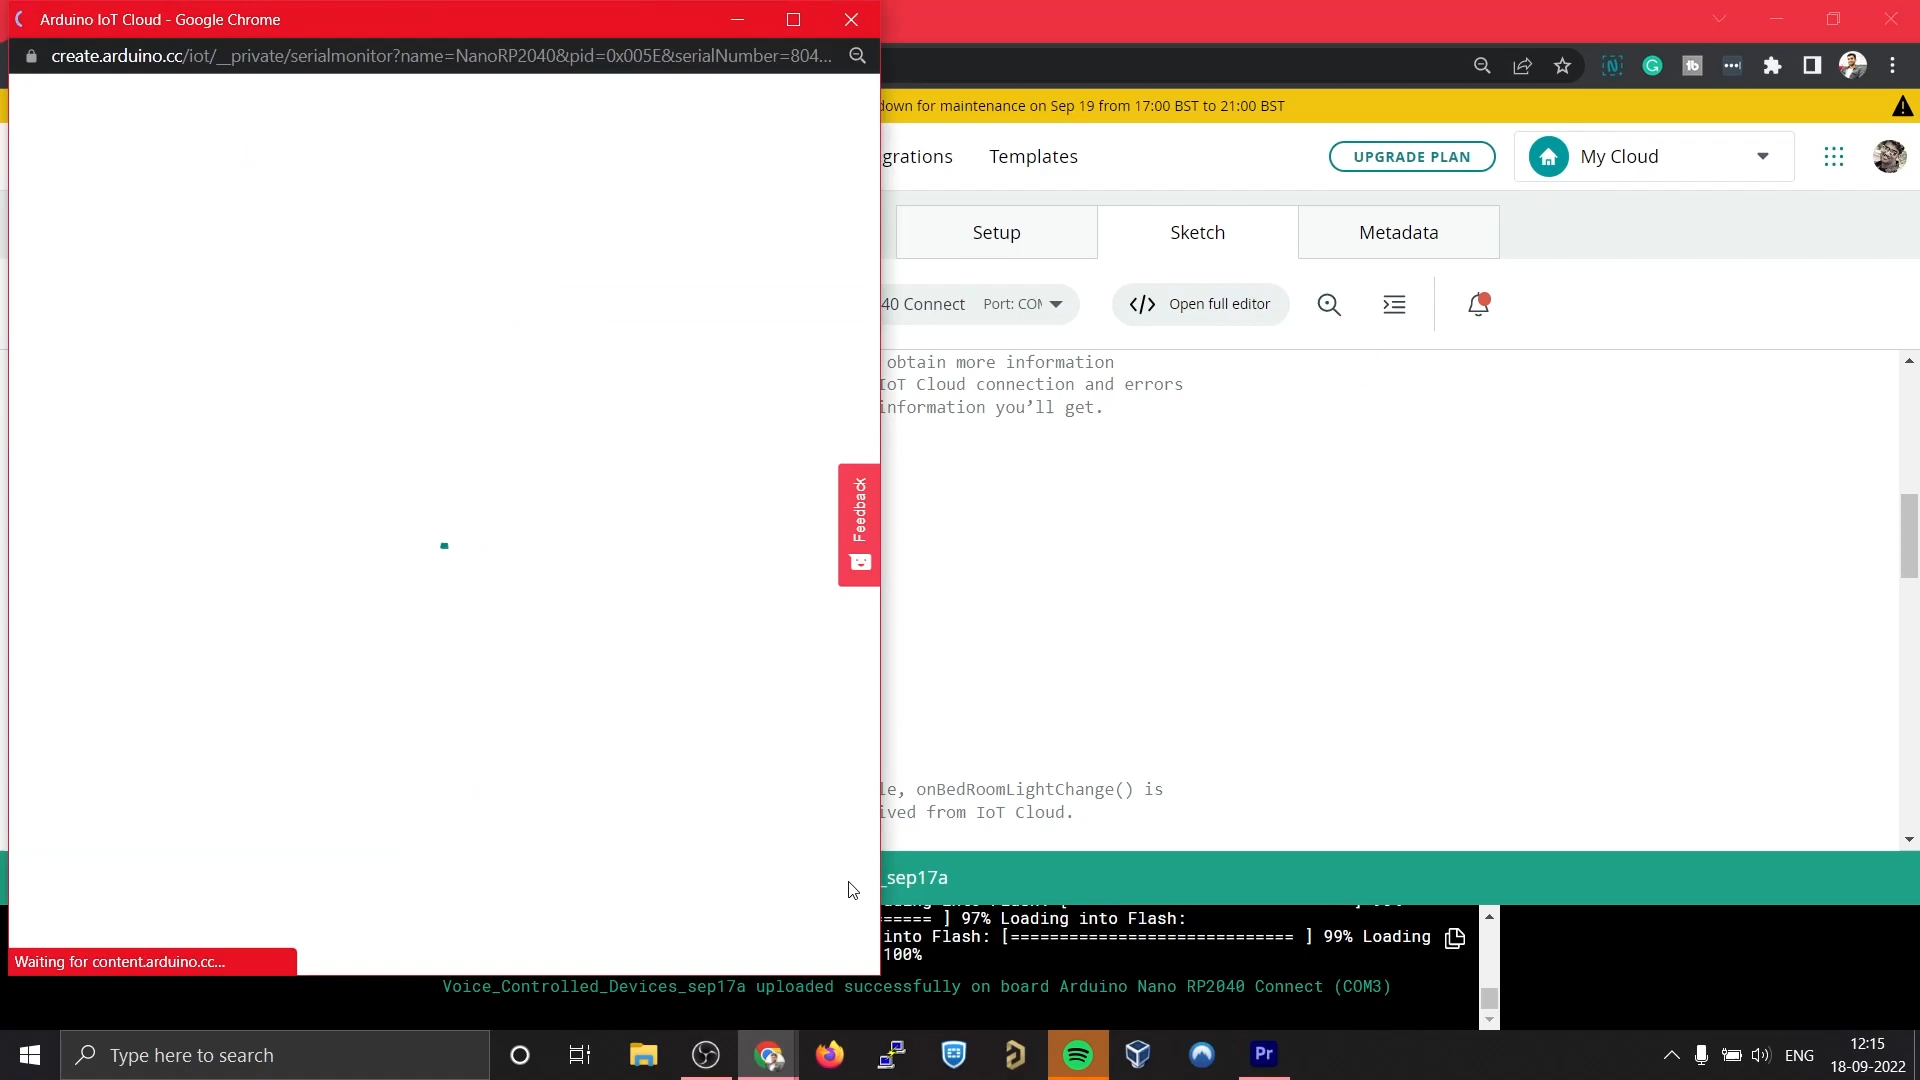 Arduino IoT Cloud - Google Chrome
create.arduino.cc/iot/__private/serialmonitor?name=NanoRP2040&pid=0x005E&serialNumber=804...
down for maintenance on Sep 19 from 17:00 BST to 21:00 BST
grations
Templates
UPGRADE PLAN
My Cloud
Setup
Sketch
Metadata
40 Connect
Port: COM
Open full editor
obtain more information
IoT Cloud connection and errors
information you’ll get.
Feedback
le, onBedRoomLightChange() is
ived from IoT Cloud.
_sep17a
===== ] 97% Loading into Flash:
into Flash: [============================= ] 99% Loading
100%
Waiting for content.arduino.cc...
Voice_Controlled_Devices_sep17a uploaded successfully on board Arduino Nano RP2040 Connect (COM3)
Type here to search
Pr
ENG
12:15
18-09-2022